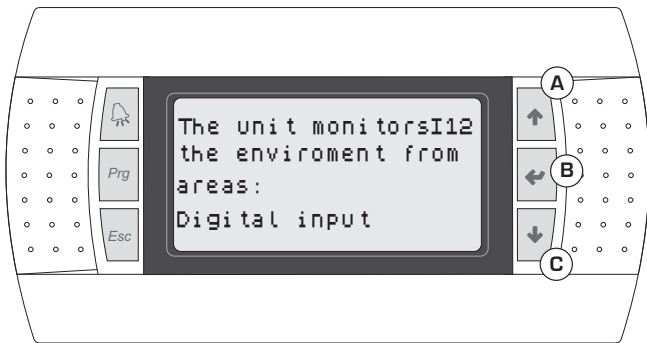 A
The unit monitorsI12
the enviroment from
Prg
B
areas:
Digital input
Esc
C